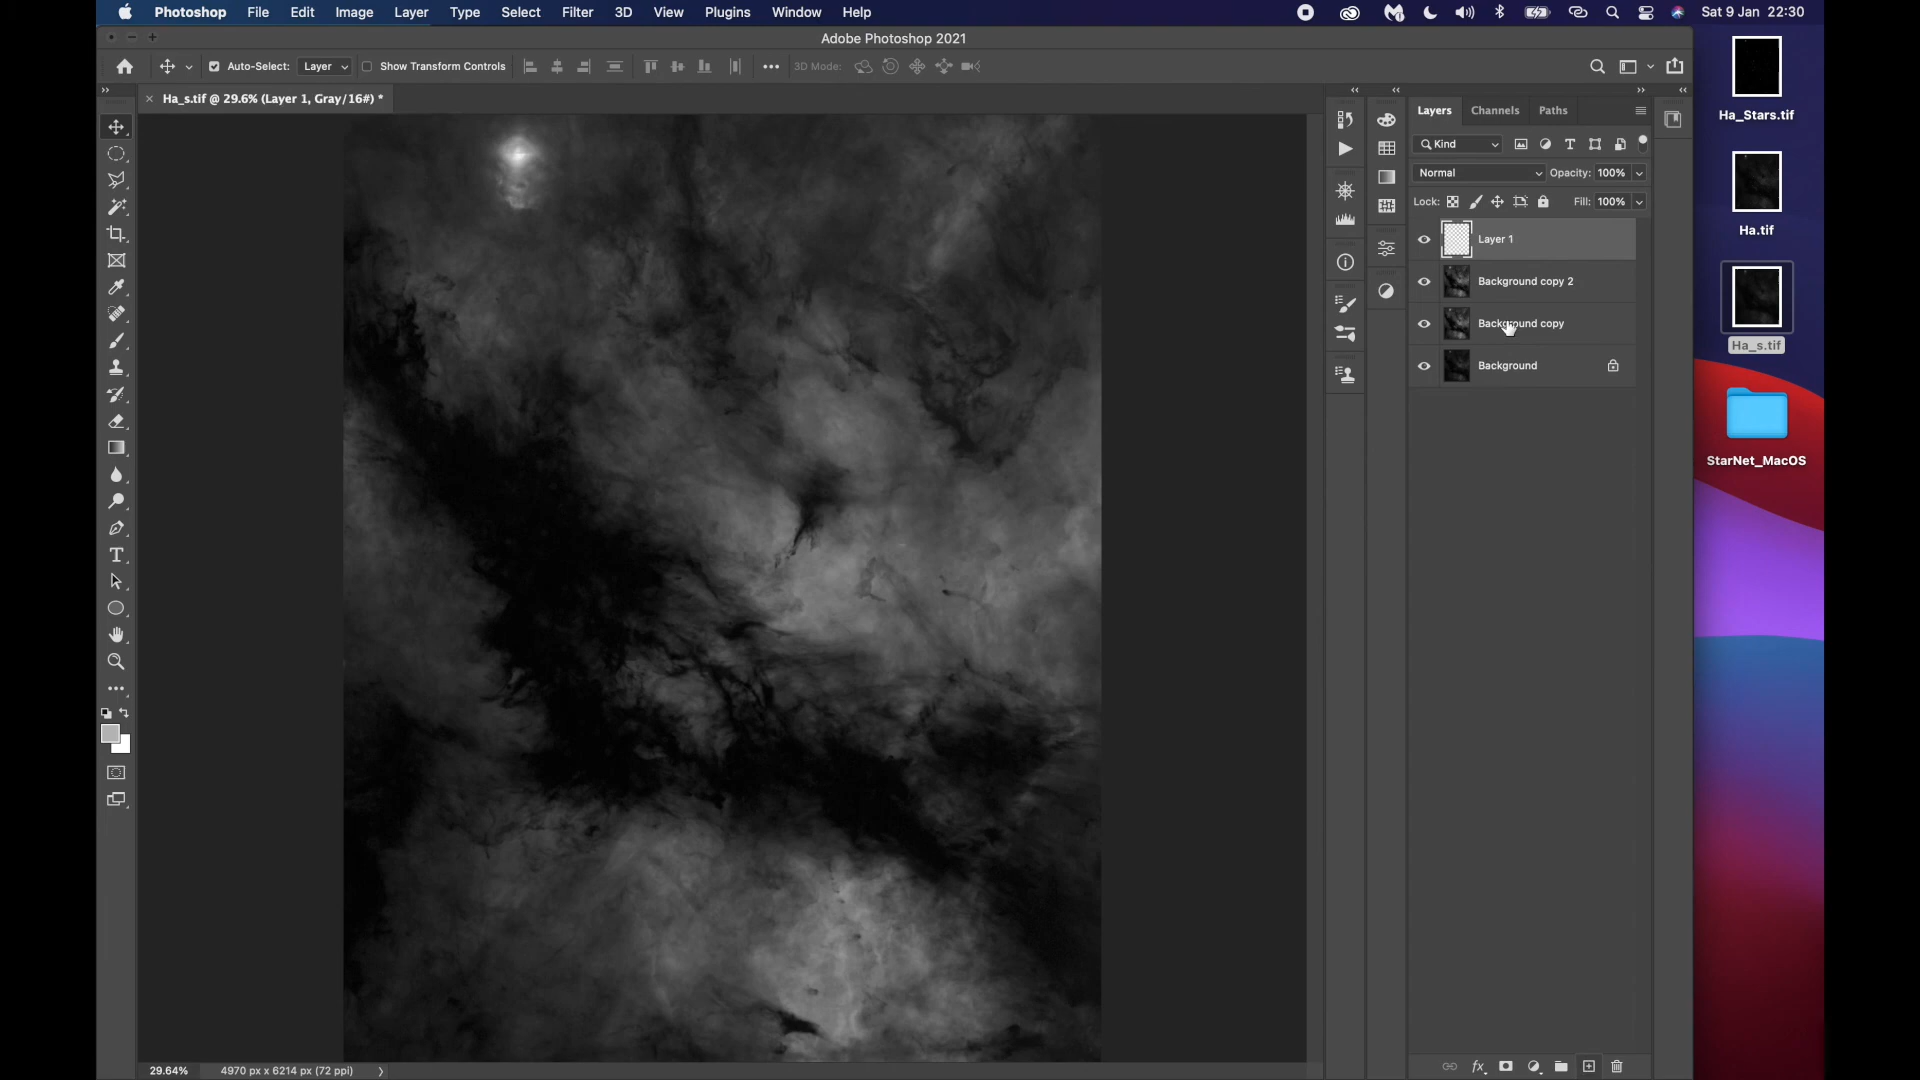 Photoshop File Edit Image Layer Type Select Filter 3D View Plugins Window Help Sat 9 Jan 22:30
Adobe Photoshop 2021
Auto-Select: Layer Show Transform Controls 3D Mode:
Ha_s.tif @ 29.6% (Layer 1, Gray/16#) *
Layers Channels Paths
Kind
Normal Opacity: 100%
Lock: Fill: 100%
Layer 1
Background copy 2
Background copy
Background
Ha_Stars.tif
Ha.tif
Ha_s.tif
StarNet_MacOS
29.64% 4970 px x 6214 px (72 ppi)